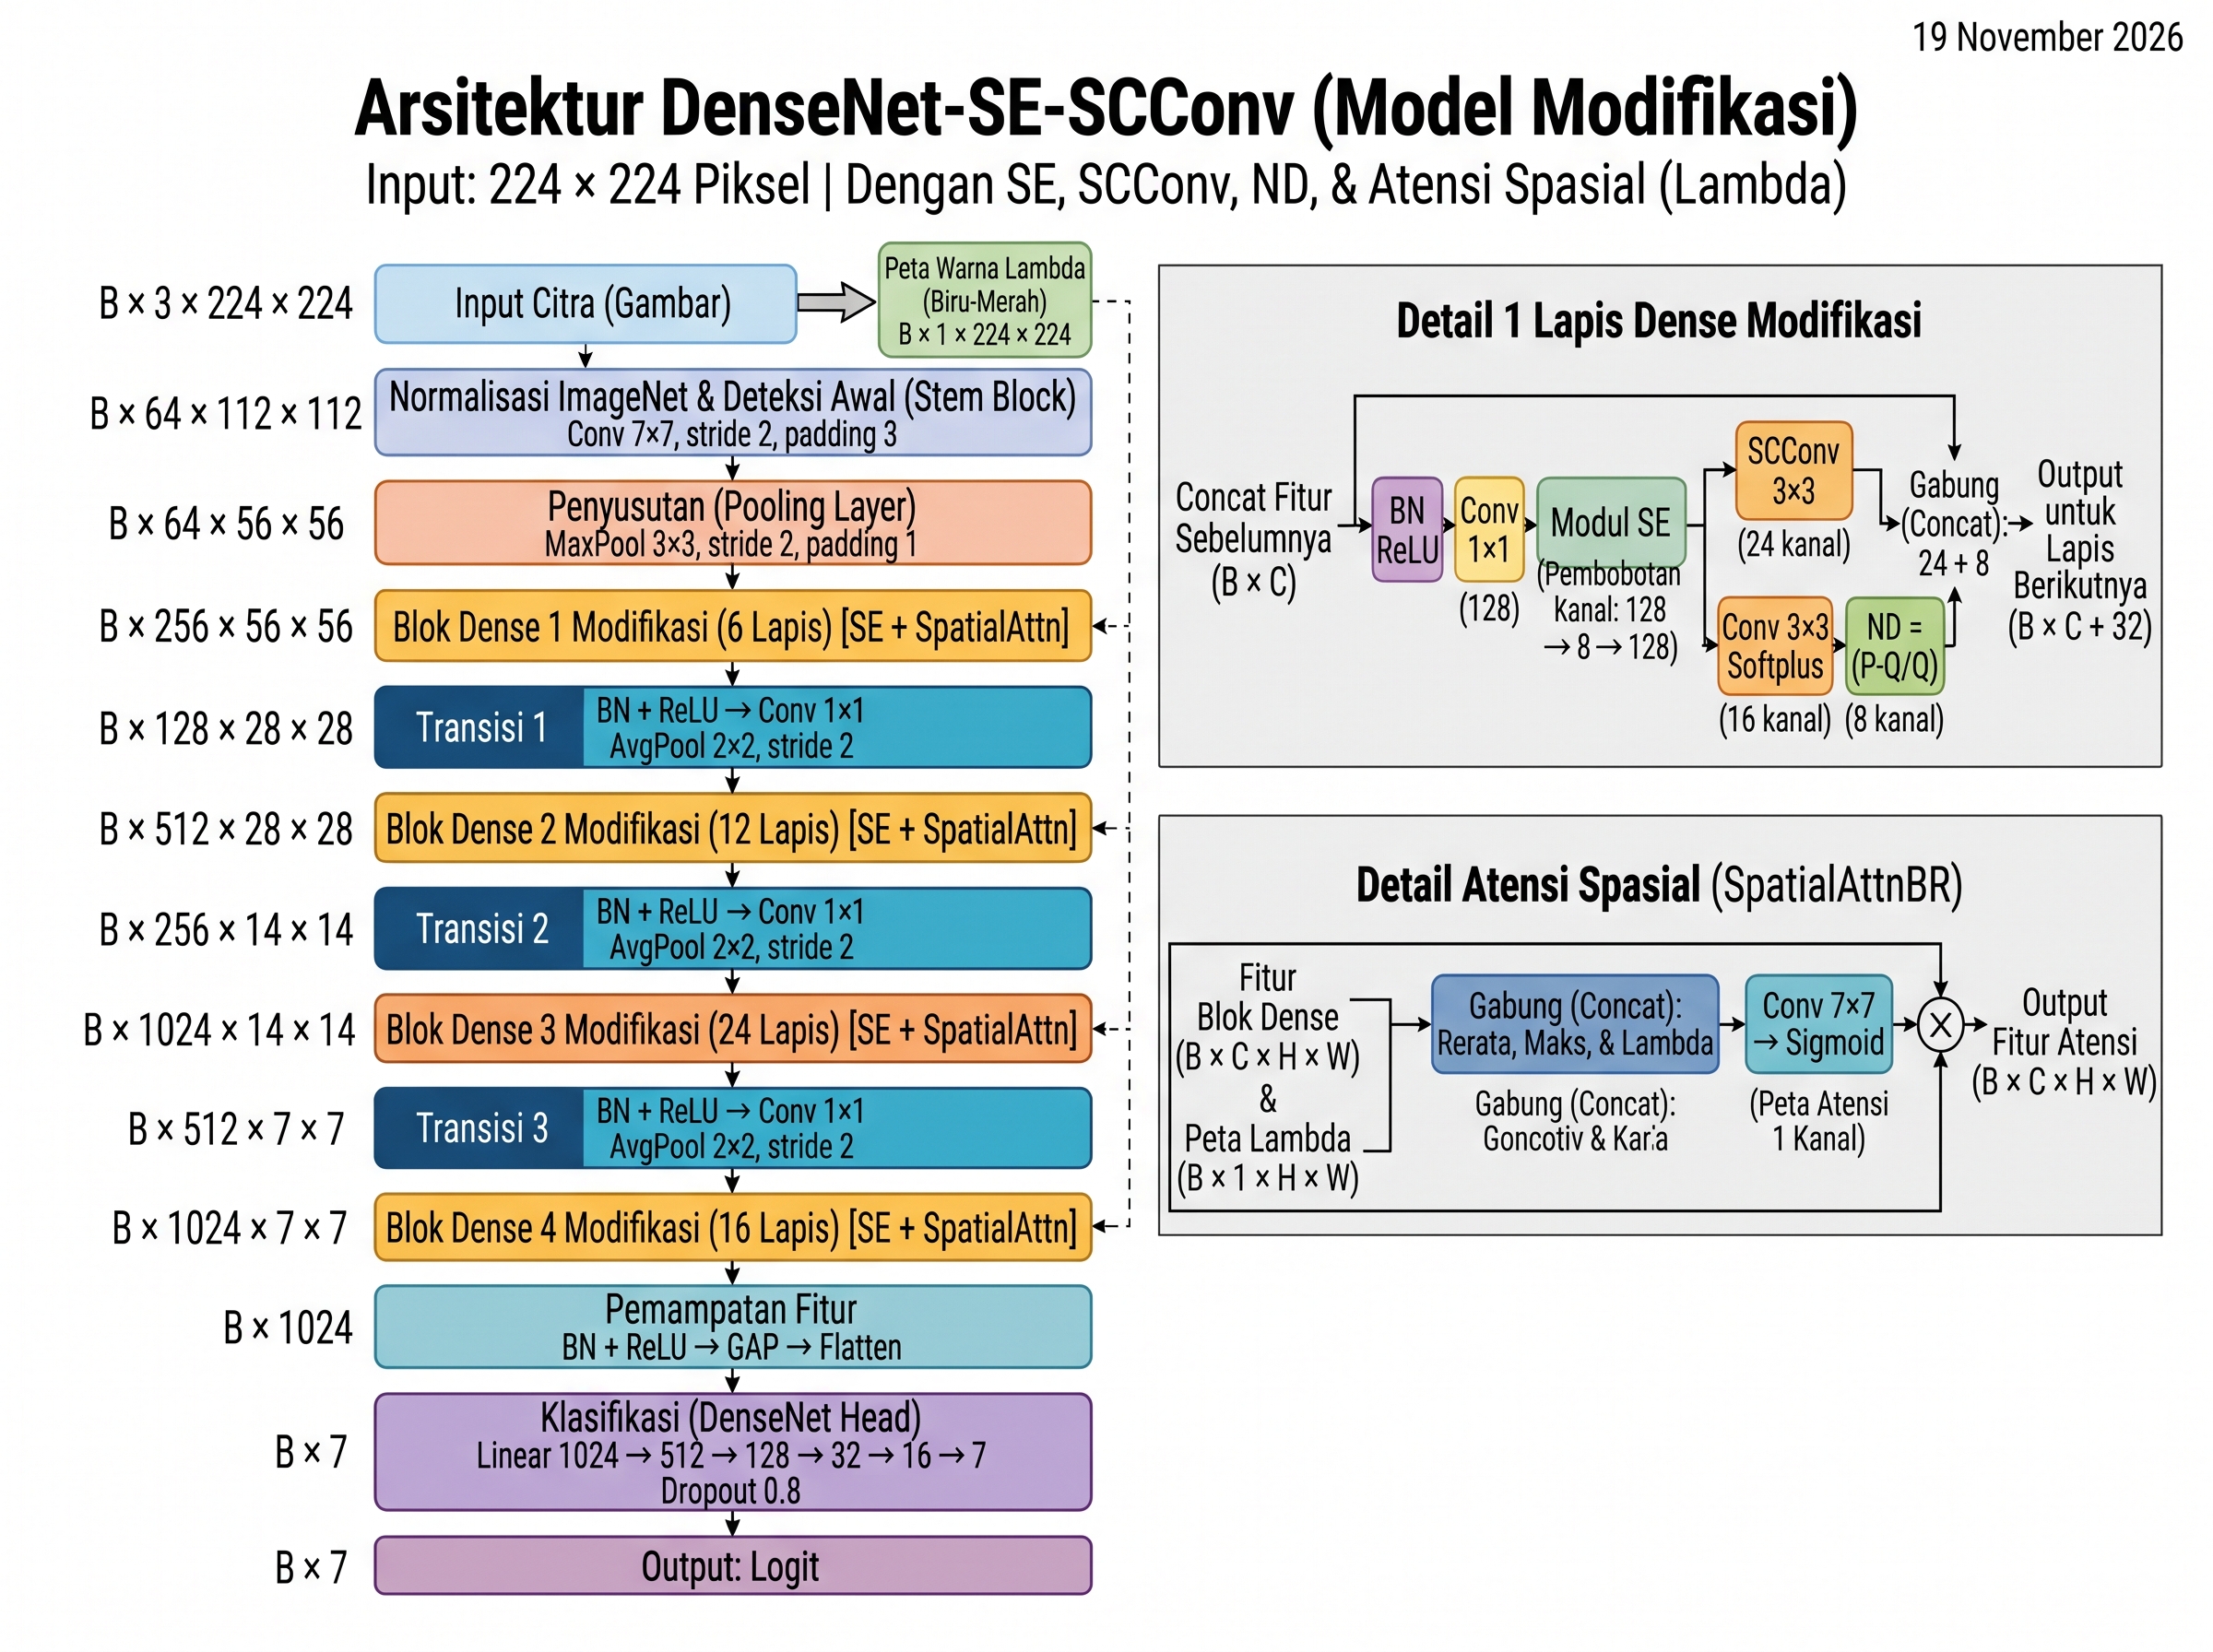 19 November 2026
Arsitektur DenseNet-SE-SCConv (Model Modifikasi)
Input: 224 × 224 Piksel | Dengan SE, SCConv, ND, & Atensi Spasial (Lambda)
B × 3 × 224 × 224
Input Citra (Gambar)
Peta Warna Lambda
(Biru-Merah)
B × 1 × 224 × 224
B × 64 × 112 × 112
Normalisasi ImageNet & Deteksi Awal (Stem Block)
Conv 7×7, stride 2, padding 3
B × 64 × 56 × 56
Penyusutan (Pooling Layer)
MaxPool 3×3, stride 2, padding 1
B × 256 × 56 × 56
Blok Dense 1 Modifikasi (6 Lapis) [SE + SpatialAttn]
B × 128 × 28 × 28
Transisi 1
BN + ReLU → Conv 1×1
AvgPool 2×2, stride 2
B × 512 × 28 × 28
Blok Dense 2 Modifikasi (12 Lapis) [SE + SpatialAttn]
B × 256 × 14 × 14
Transisi 2
BN + ReLU → Conv 1×1
AvgPool 2×2, stride 2
B × 1024 × 14 × 14
Blok Dense 3 Modifikasi (24 Lapis) [SE + SpatialAttn]
B × 512 × 7 × 7
Transisi 3
BN + ReLU → Conv 1×1
AvgPool 2×2, stride 2
B × 1024 × 7 × 7
Blok Dense 4 Modifikasi (16 Lapis) [SE + SpatialAttn]
B × 1024
Pemampatan Fitur
BN + ReLU → GAP → Flatten
B × 7
Klasifikasi (DenseNet Head)
Linear 1024 → 512 → 128 → 32 → 16 → 7
Dropout 0.8
B × 7
Output: Logit
Detail 1 Lapis Dense Modifikasi
Concat Fitur
Sebelumnya
(B × C)
BN
ReLU
Conv
1×1
(128)
Modul SE
(Pembobotan
Kanal: 128
→ 8 → 128)
SCConv
3×3
(24 kanal)
Conv 3×3
Softplus
(16 kanal)
ND =
(P-Q/Q)
(8 kanal)
Gabung
(Concat):
24 + 8
Output
untuk
Lapis
Berikutnya
(B × C + 32)
Detail Atensi Spasial (SpatialAttnBR)
Fitur
Blok Dense
(B × C × H × W)
&
Peta Lambda
(B × 1 × H × W)
Gabung (Concat):
Rerata, Maks, & Lambda
Gabung (Concat):
Goncotiv & Karia
Conv 7×7
→ Sigmoid
(Peta Atensi
1 Kanal)
X
Output
Fitur Atensi
(B × C × H × W)